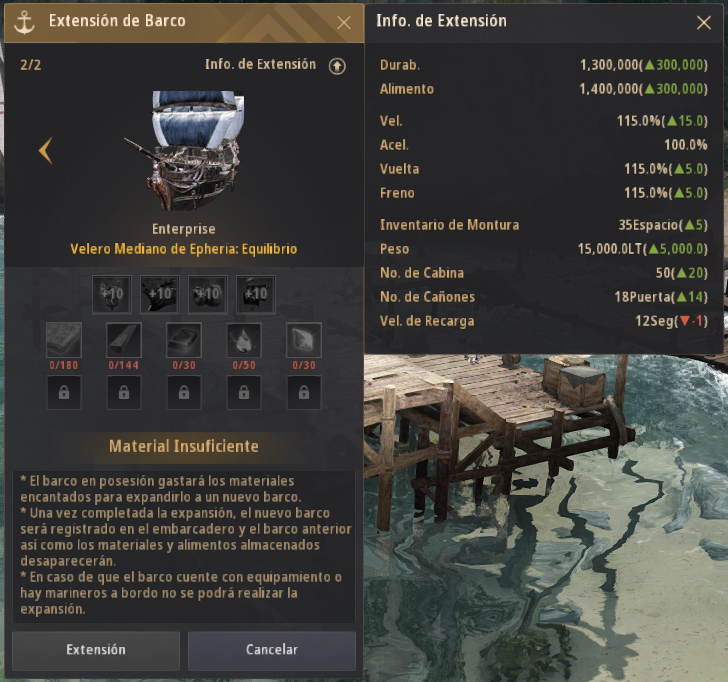 Extensión de Barco
2/2
Info. de Extensión
Enterprise
Velero Mediano de Epheria: Equilibrio
+10 +10 +10 +10
0/180 0/144 0/30 0/50 0/30
Material Insuficiente
* El barco en posesión gastará los materiales
encantados para expandirlo a un nuevo barco.
* Una vez completada la expansión, el nuevo barco
será registrado en el embarcadero y el barco anterior
así como los materiales y alimentos almacenados
desaparecerán.
* En caso de que el barco cuente con equipamiento o
hay marineros a bordo no se podrá realizar la
expansión.
Extensión Cancelar
Info. de Extensión
Durab. 1,300,000(▲300,000)
Alimento 1,400,000(▲300,000)
Vel. 115.0%(▲15.0)
Acel. 100.0%
Vuelta 115.0%(▲5.0)
Freno 115.0%(▲5.0)
Inventario de Montura 35Espacio(▲5)
Peso 15,000.0LT(▲5,000.0)
No. de Cabina 50(▲20)
No. de Cañones 18Puerta(▲14)
Vel. de Recarga 12Seg(▼-1)